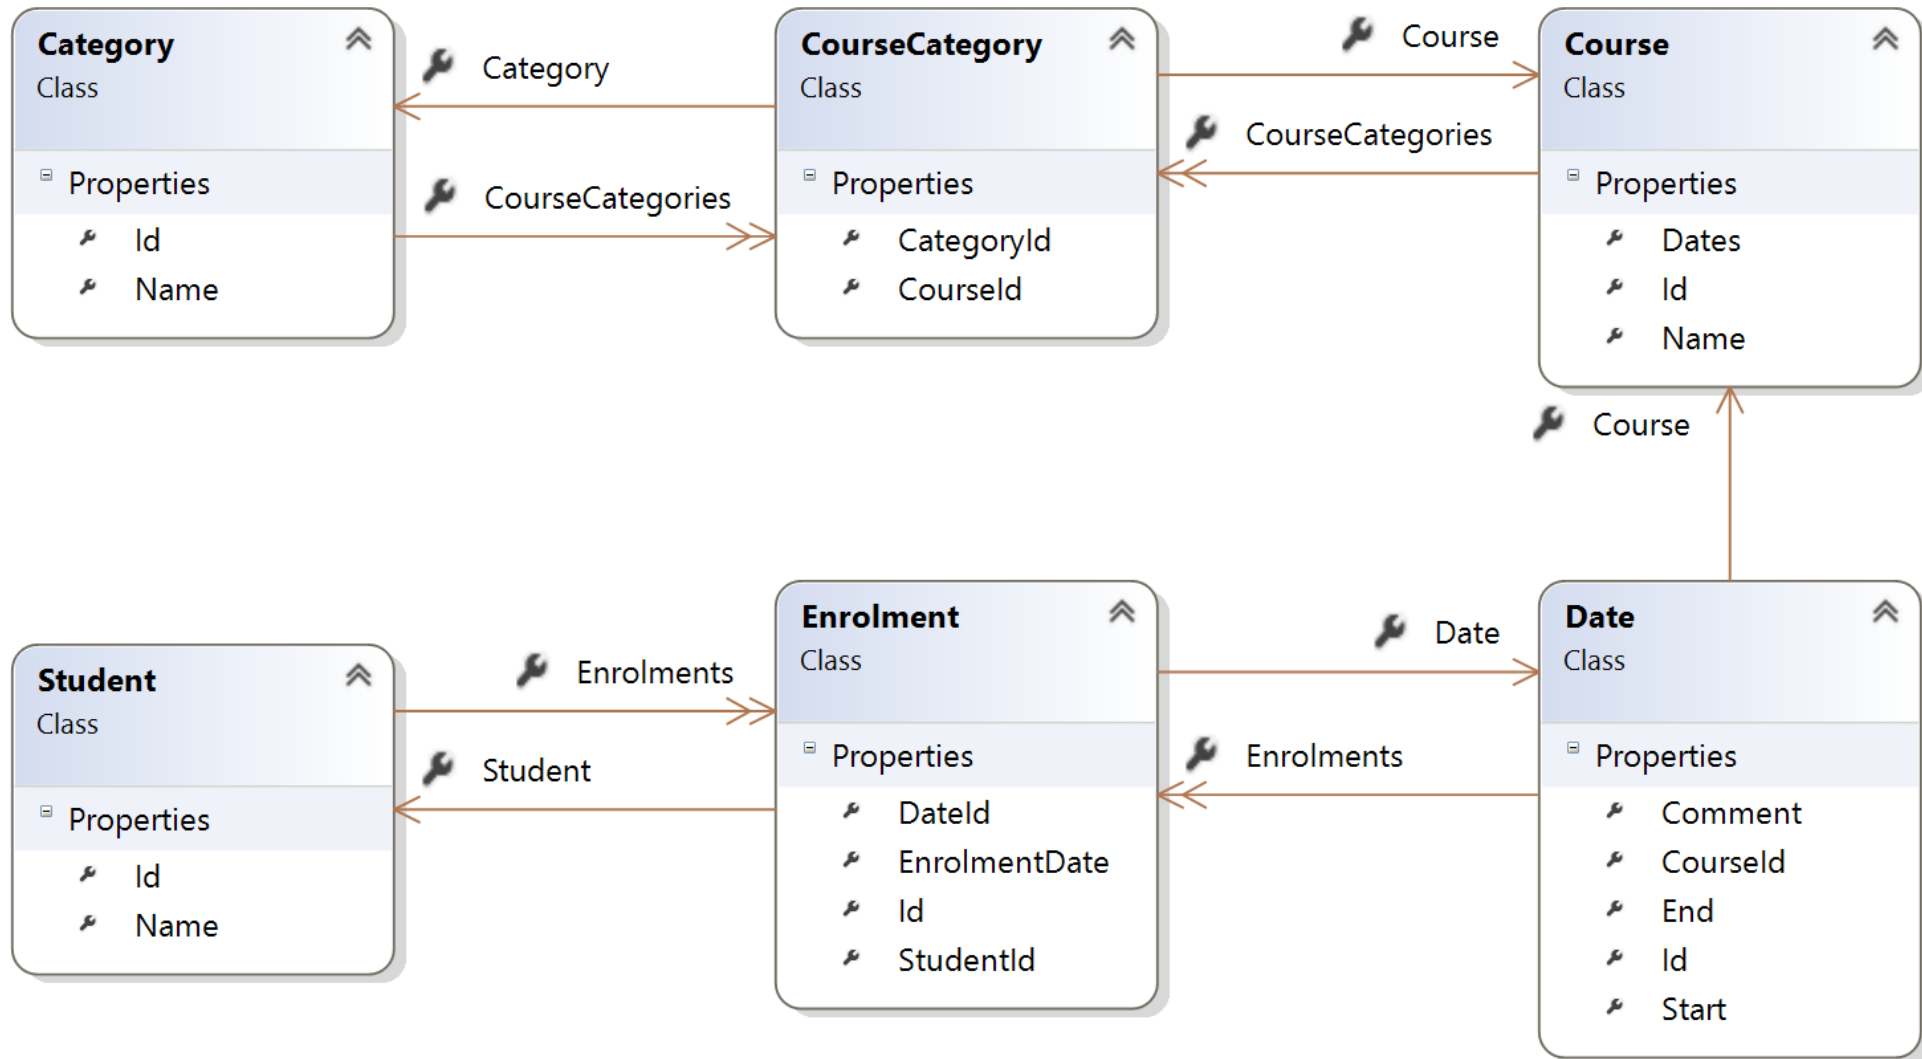 Category
Class
Properties
Id
Name
Category
CourseCategories
CourseCategory
Class
Properties
CategoryId
CourseId
Course
CourseCategories
Course
Class
Properties
Dates
Id
Name
Course
Student
Class
Properties
Id
Name
Enrolments
Student
Enrolment
Class
Properties
DateId
EnrolmentDate
Id
StudentId
Date
Enrolments
Date
Class
Properties
Comment
CourseId
End
Id
Start